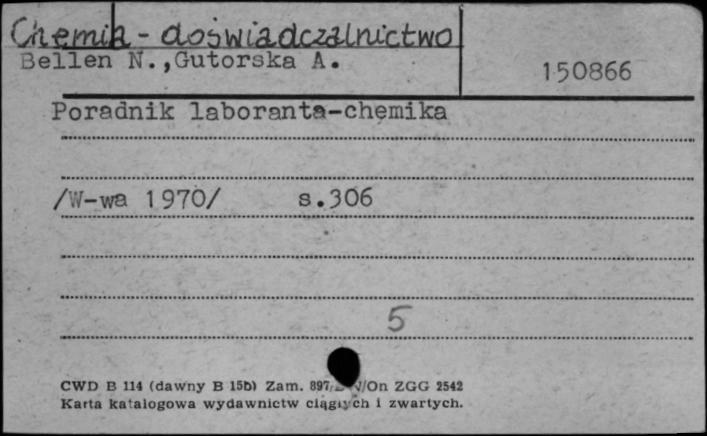 Chemia - doświadczalnictwo
Bellen N.,Gutorska A.
150866
Poradnik laboranta-chemika
/W-wa 1970/ s.306
5
CWD B 114 (dawny B 15b) Zam. 897 /On ZGG 2542
Karta katalogowa wydawnictw ciągłych i zwartych.